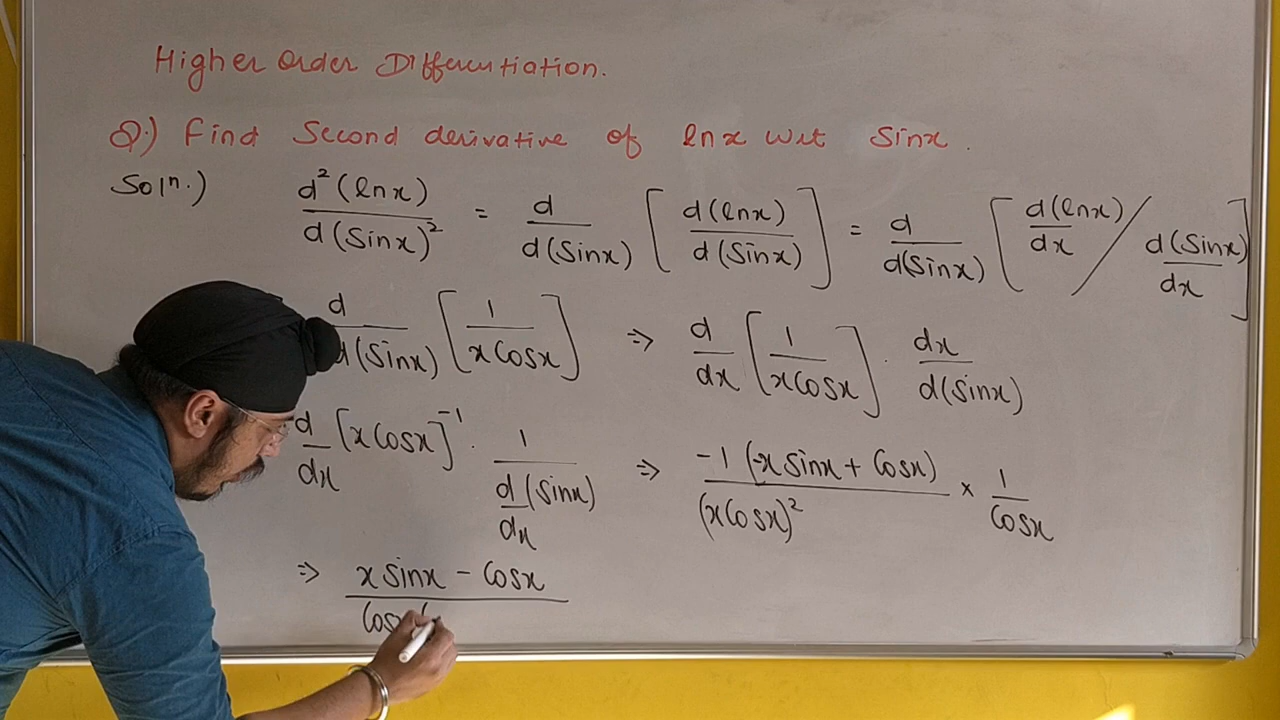 Higher Order Differentiation.
Q.) Find Second derivative of lnx wrt Sinx.
Solⁿ.) d²(lnx)/d(Sinx)² = d/d(Sinx) [d(lnx)/d(Sinx)] = d/d(Sinx) [d(lnx)/dx / d(Sinx)/dx]
d/d(Sinx) [1/xCosx] => d/dx [1/xCosx] . dx/d(Sinx)
d/dx [xCosx]⁻¹ . 1/(d/dx (Sinx)) => -1(-xSinx + Cosx)/(xCosx)² × 1/Cosx
=> xSinx - Cosx/Cosx(